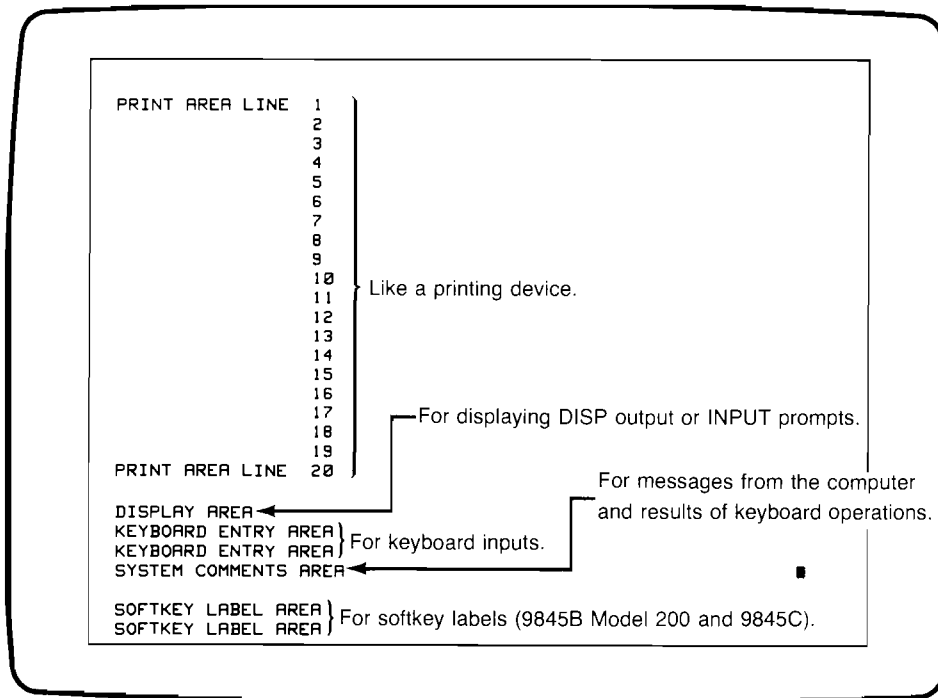 PRINT AREA LINE 1
2
3
4
5
6
7
8
9
10
11
12
13
14
15
16
17
18
19
PRINT AREA LINE 20
Like a printing device.
For displaying DISP output or INPUT prompts.
For messages from the computer
and results of keyboard operations.
DISPLAY AREA
KEYBOARD ENTRY AREA
KEYBOARD ENTRY AREA
For keyboard inputs.
SYSTEM COMMENTS AREA
SOFTKEY LABEL AREA
SOFTKEY LABEL AREA
For softkey labels (9845B Model 200 and 9845C).